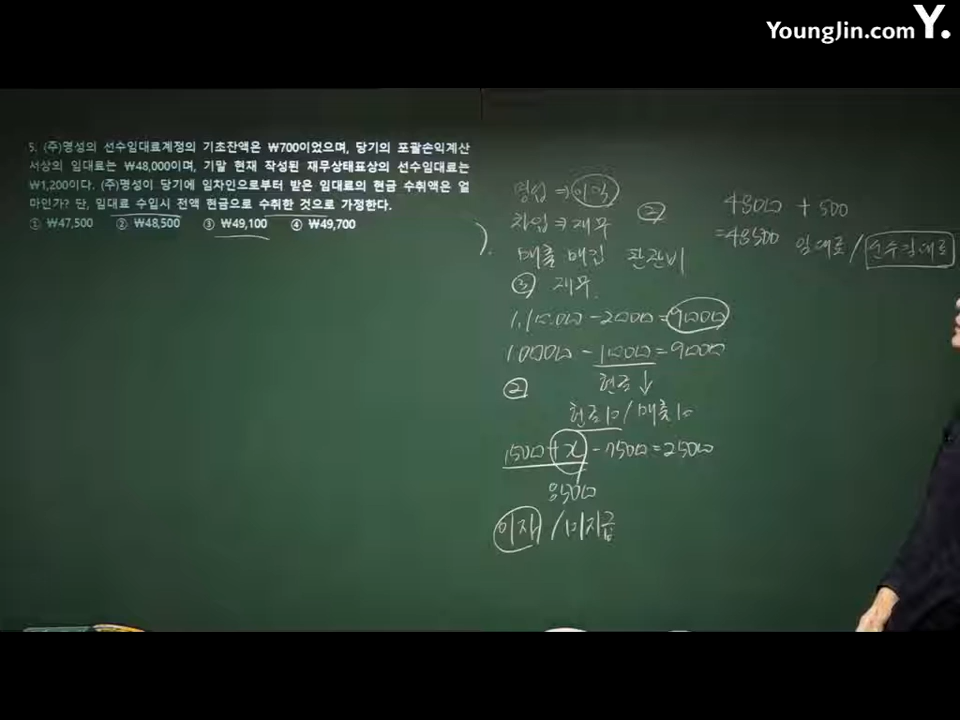 YoungJin.com Y.
5. (주)명성의 선수임대료계정의 기초잔액은 ₩700이었으며, 당기의 포괄손익계산
서상의 임대료는 ₩48,000이며, 기말 현재 작성된 재무상태표상의 선수임대료는
₩1,200이다. (주)명성이 당기에 임차인으로부터 받은 임대료의 현금 수취액은 얼
마인가? 단, 임대료 수입시 전액 현금으로 수취한 것으로 가정한다.
① ₩47,500 ② ₩48,500 ③ ₩49,100 ④ ₩49,700
명성 ⇒ 이익
차입 ⇒ 재무
매출 매입 판관비
③ 재무
- 2000 = 9000
10000 - 1000 = 9000
②
현금 ↓
현금 10 / 매출 10
1500 + x - 7500 = 2500
8500
이자 / 미지급
②
48000 + 500
= 48500 임대료 / 선수임대료